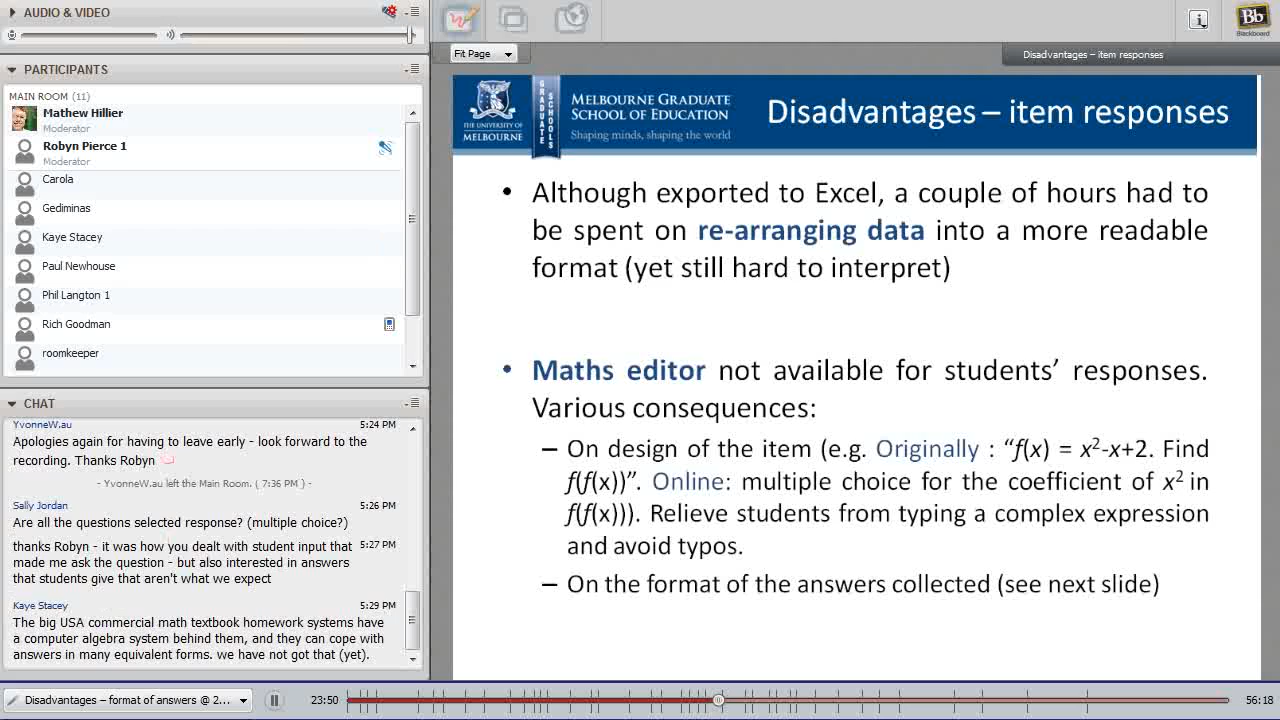 AUDIO & VIDEO
PARTICIPANTS
MAIN ROOM (11)
Mathew Hillier
Moderator
Robyn Pierce 1
Moderator
Carola
Gediminas
Kaye Stacey
Paul Newhouse
Phil Langton 1
Rich Goodman
roomkeeper
CHAT
YvonneW.au 5:24 PM
Apologies again for having to leave early - look forward to the
recording. Thanks Robyn
- YvonneW.au left the Main Room. ( 7:36 PM ) -
Sally Jordan 5:26 PM
Are all the questions selected response? (multiple choice?)
thanks Robyn - it was how you dealt with student input that 5:27 PM
made me ask the question - but also interested in answers
that students give that aren't what we expect
Kaye Stacey 5:29 PM
The big USA commercial math textbook homework systems have
a computer algebra system behind them, and they can cope with
answers in many equivalent forms. we have not got that (yet).
Fit Page
Disadvantages – item responses
Bb
Blackboard
THE UNIVERSITY OF
MELBOURNE
GRADUATE
SCHOOLS
MELBOURNE GRADUATE
SCHOOL OF EDUCATION
Shaping minds, shaping the world
Disadvantages – item responses
• Although exported to Excel, a couple of hours had to
be spent on re-arranging data into a more readable
format (yet still hard to interpret)
• Maths editor not available for students’ responses.
Various consequences:
– On design of the item (e.g. Originally : “f(x) = x²-x+2. Find
f(f(x))”. Online: multiple choice for the coefficient of x² in
f(f(x))). Relieve students from typing a complex expression
and avoid typos.
– On the format of the answers collected (see next slide)
Disadvantages – format of answers @ 2...
23:50
56:18